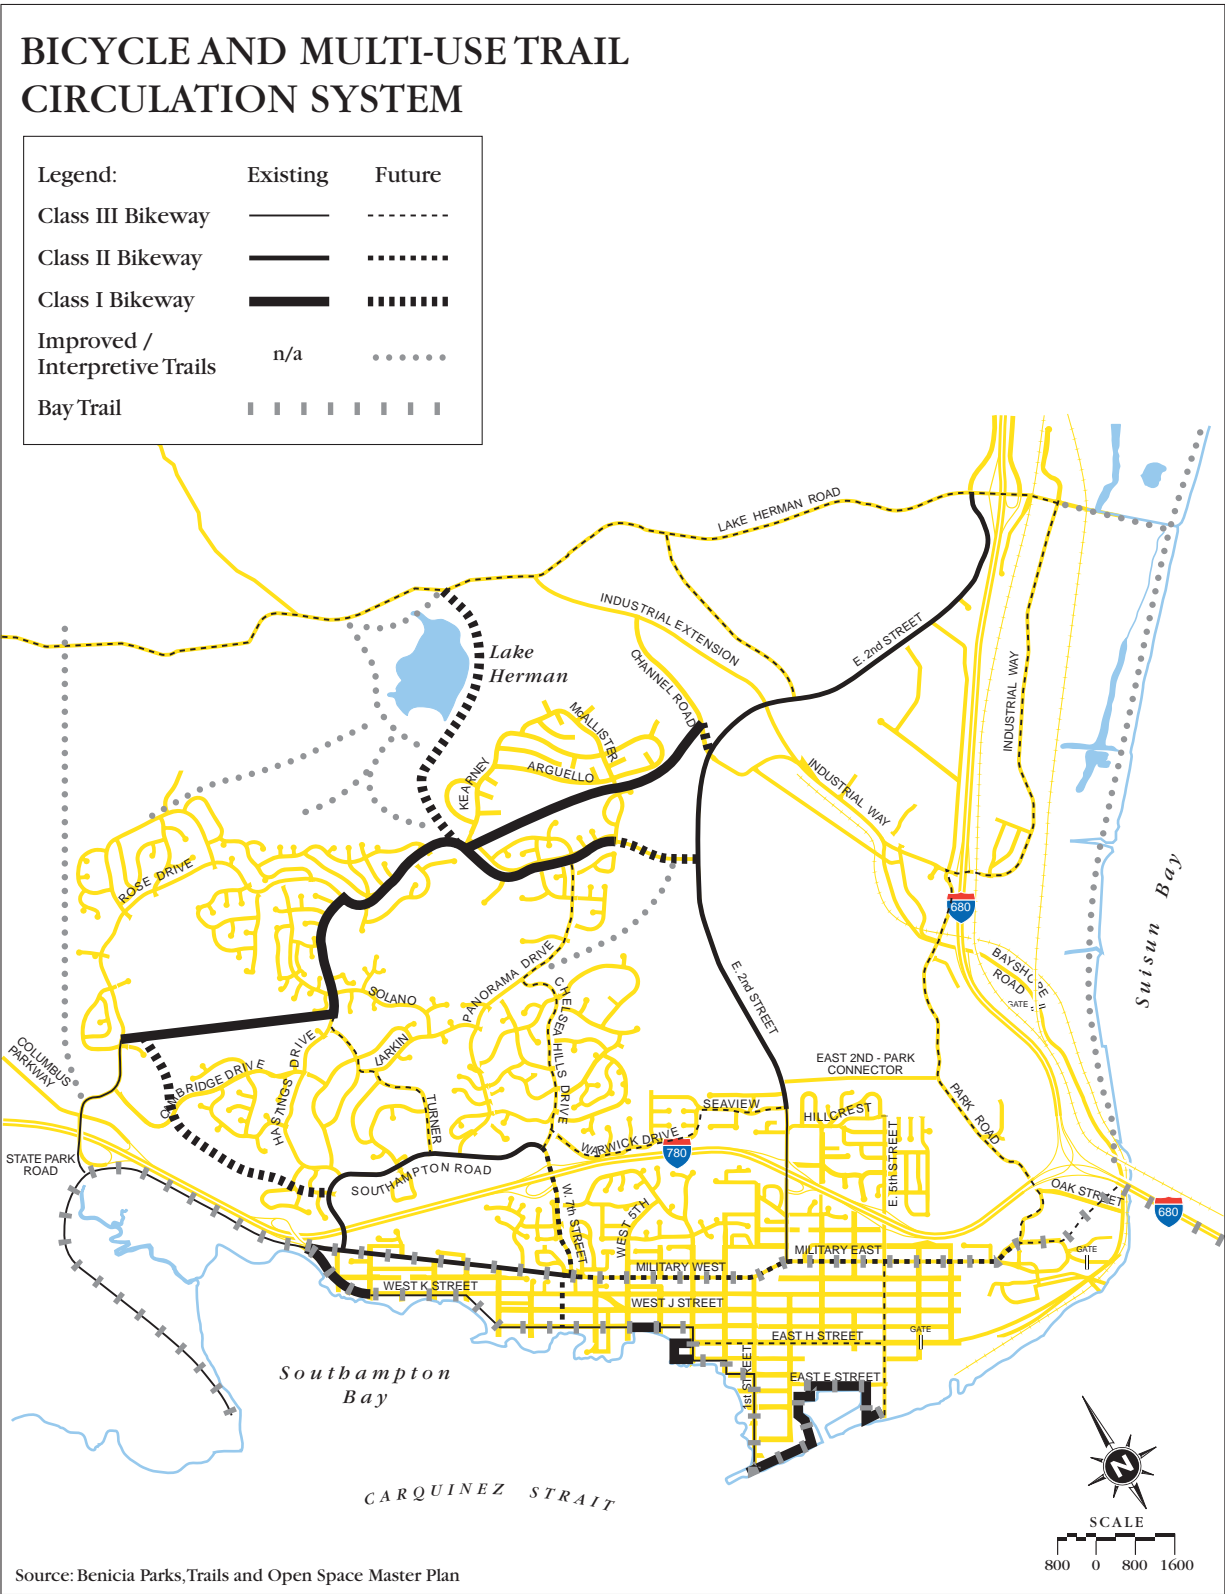 BICYCLE AND MULTI-USE TRAIL
CIRCULATION SYSTEM
Legend: Existing Future
Class III Bikeway
Class II Bikeway
Class I Bikeway
Improved /
Interpretive Trails n/a
Bay Trail
LAKE HERMAN ROAD
INDUSTRIAL EXTENSION
E. 2nd STREET
Lake
Herman
CHANNEL ROAD
INDUSTRIAL WAY
McALLISTER
ARGUELLO
KEARNEY
INDUSTRIAL WAY
ROSE DRIVE
680
Suisun Bay
PANORAMA DRIVE
E. 2nd STREET
BAYSHORE
ROAD
GATE
SOLANO
CHELSEA HILLS DRIVE
COLUMBUS
PARKWAY
LARKIN
HASTINGS DRIVE
CAMBRIDGE DRIVE
EAST 2ND - PARK
CONNECTOR
PARK ROAD
TURNER
SEAVIEW
HILLCREST
WARWICK DRIVE
780
E. 5th STREET
STATE PARK
ROAD
SOUTHAMPTON ROAD
OAK STREET
680
W. 7th STREET
WEST 5TH
MILITARY EAST
GATE
MILITARY WEST
WEST K STREET
WEST J STREET
EAST H STREET
GATE
1st STREET
EAST E STREET
Southampton
Bay
CARQUINEZ STRAIT
N
SCALE
800 0 800 1600
Source: Benicia Parks, Trails and Open Space Master Plan